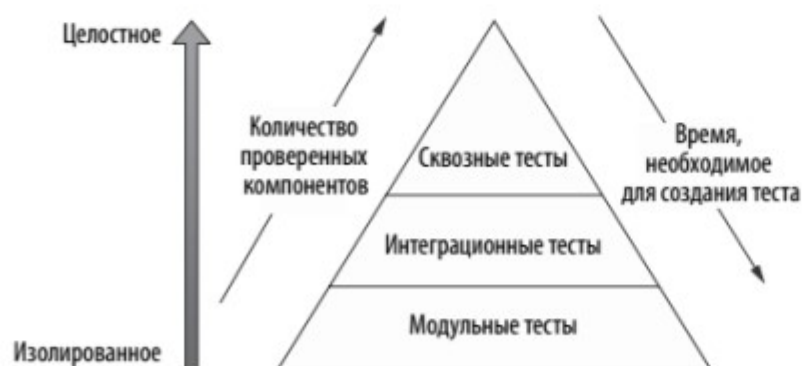 Целостное
Количество
проверенных
компонентов
Сквозные тесты
Время,
необходимое
для создания теста
Интеграционные тесты
Модульные тесты
Изолированное